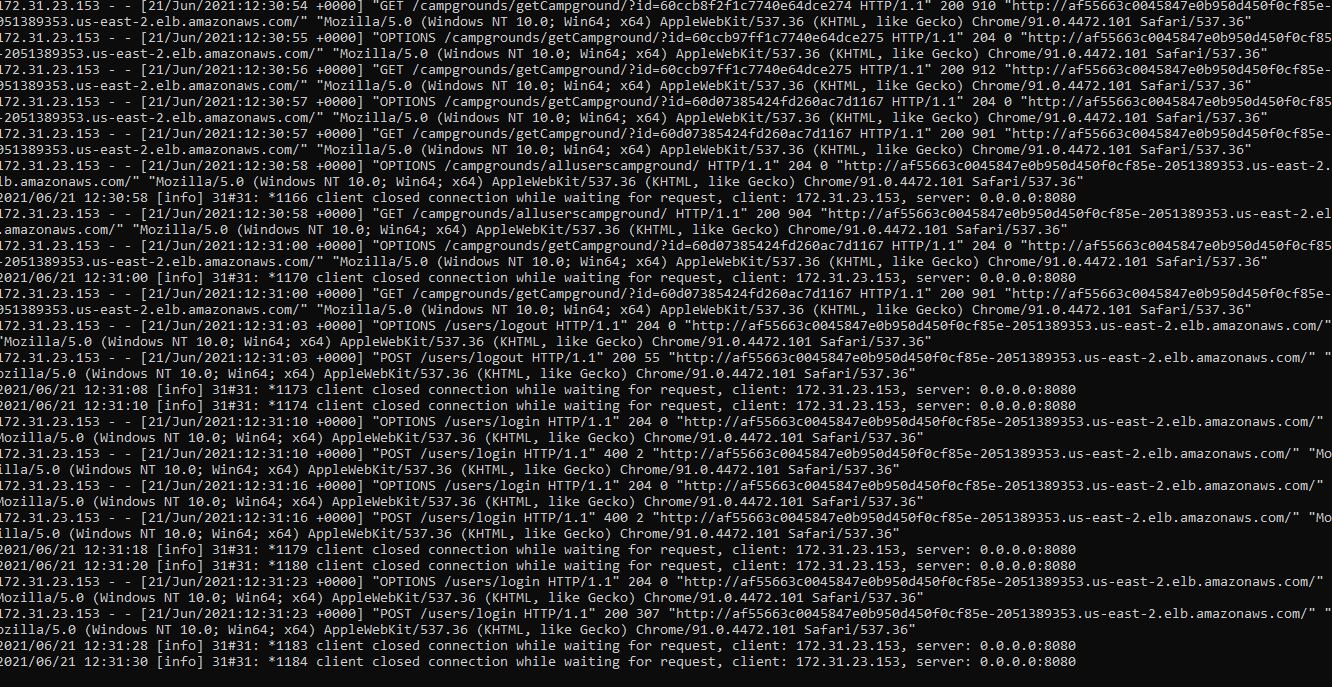 172.31.23.153 - - [21/Jun/2021:12:30:54 +0000] "GET /campgrounds/getCampground/?id=60ccb8f2f1c7740e64dce274 HTTP/1.1" 200 910 "http://af55663c0045847e0b950d450f0cf85e-
2051389353.us-east-2.elb.amazonaws.com/" "Mozilla/5.0 (Windows NT 10.0; Win64; x64) AppleWebKit/537.36 (KHTML, like Gecko) Chrome/91.0.4472.101 Safari/537.36"
172.31.23.153 - - [21/Jun/2021:12:30:55 +0000] "OPTIONS /campgrounds/getCampground/?id=60ccb97ff1c7740e64dce275 HTTP/1.1" 204 0 "http://af55663c0045847e0b950d450f0cf85
-2051389353.us-east-2.elb.amazonaws.com/" "Mozilla/5.0 (Windows NT 10.0; Win64; x64) AppleWebKit/537.36 (KHTML, like Gecko) Chrome/91.0.4472.101 Safari/537.36"
172.31.23.153 - - [21/Jun/2021:12:30:56 +0000] "GET /campgrounds/getCampground/?id=60ccb97ff1c7740e64dce275 HTTP/1.1" 200 912 "http://af55663c0045847e0b950d450f0cf85e-
051389353.us-east-2.elb.amazonaws.com/" "Mozilla/5.0 (Windows NT 10.0; Win64; x64) AppleWebKit/537.36 (KHTML, like Gecko) Chrome/91.0.4472.101 Safari/537.36"
172.31.23.153 - - [21/Jun/2021:12:30:57 +0000] "OPTIONS /campgrounds/getCampground/?id=60d07385424fd260ac7d1167 HTTP/1.1" 204 0 "http://af55663c0045847e0b950d450f0cf85
-2051389353.us-east-2.elb.amazonaws.com/" "Mozilla/5.0 (Windows NT 10.0; Win64; x64) AppleWebKit/537.36 (KHTML, like Gecko) Chrome/91.0.4472.101 Safari/537.36"
172.31.23.153 - - [21/Jun/2021:12:30:57 +0000] "GET /campgrounds/getCampground/?id=60d07385424fd260ac7d1167 HTTP/1.1" 200 901 "http://af55663c0045847e0b950d450f0cf85e-
051389353.us-east-2.elb.amazonaws.com/" "Mozilla/5.0 (Windows NT 10.0; Win64; x64) AppleWebKit/537.36 (KHTML, like Gecko) Chrome/91.0.4472.101 Safari/537.36"
172.31.23.153 - - [21/Jun/2021:12:30:58 +0000] "OPTIONS /campgrounds/alluserscampground/ HTTP/1.1" 204 0 "http://af55663c0045847e0b950d450f0cf85e-2051389353.us-east-2.
lb.amazonaws.com/" "Mozilla/5.0 (Windows NT 10.0; Win64; x64) AppleWebKit/537.36 (KHTML, like Gecko) Chrome/91.0.4472.101 Safari/537.36"
2021/06/21 12:30:58 [info] 31#31: *1166 client closed connection while waiting for request, client: 172.31.23.153, server: 0.0.0.0:8080
172.31.23.153 - - [21/Jun/2021:12:30:58 +0000] "GET /campgrounds/alluserscampground/ HTTP/1.1" 200 904 "http://af55663c0045847e0b950d450f0cf85e-2051389353.us-east-2.el
.amazonaws.com/" "Mozilla/5.0 (Windows NT 10.0; Win64; x64) AppleWebKit/537.36 (KHTML, like Gecko) Chrome/91.0.4472.101 Safari/537.36"
172.31.23.153 - - [21/Jun/2021:12:31:00 +0000] "OPTIONS /campgrounds/getCampground/?id=60d07385424fd260ac7d1167 HTTP/1.1" 204 0 "http://af55663c0045847e0b950d450f0cf85
-2051389353.us-east-2.elb.amazonaws.com/" "Mozilla/5.0 (Windows NT 10.0; Win64; x64) AppleWebKit/537.36 (KHTML, like Gecko) Chrome/91.0.4472.101 Safari/537.36"
2021/06/21 12:31:00 [info] 31#31: *1170 client closed connection while waiting for request, client: 172.31.23.153, server: 0.0.0.0:8080
172.31.23.153 - - [21/Jun/2021:12:31:00 +0000] "GET /campgrounds/getCampground/?id=60d07385424fd260ac7d1167 HTTP/1.1" 200 901 "http://af55663c0045847e0b950d450f0cf85e-
051389353.us-east-2.elb.amazonaws.com/" "Mozilla/5.0 (Windows NT 10.0; Win64; x64) AppleWebKit/537.36 (KHTML, like Gecko) Chrome/91.0.4472.101 Safari/537.36"
172.31.23.153 - - [21/Jun/2021:12:31:03 +0000] "OPTIONS /users/logout HTTP/1.1" 204 0 "http://af55663c0045847e0b950d450f0cf85e-2051389353.us-east-2.elb.amazonaws.com/"
"Mozilla/5.0 (Windows NT 10.0; Win64; x64) AppleWebKit/537.36 (KHTML, like Gecko) Chrome/91.0.4472.101 Safari/537.36"
172.31.23.153 - - [21/Jun/2021:12:31:03 +0000] "POST /users/logout HTTP/1.1" 200 55 "http://af55663c0045847e0b950d450f0cf85e-2051389353.us-east-2.elb.amazonaws.com/" "
ozilla/5.0 (Windows NT 10.0; Win64; x64) AppleWebKit/537.36 (KHTML, like Gecko) Chrome/91.0.4472.101 Safari/537.36"
2021/06/21 12:31:08 [info] 31#31: *1173 client closed connection while waiting for request, client: 172.31.23.153, server: 0.0.0.0:8080
2021/06/21 12:31:10 [info] 31#31: *1174 client closed connection while waiting for request, client: 172.31.23.153, server: 0.0.0.0:8080
172.31.23.153 - - [21/Jun/2021:12:31:10 +0000] "OPTIONS /users/login HTTP/1.1" 204 0 "http://af55663c0045847e0b950d450f0cf85e-2051389353.us-east-2.elb.amazonaws.com/"
Mozilla/5.0 (Windows NT 10.0; Win64; x64) AppleWebKit/537.36 (KHTML, like Gecko) Chrome/91.0.4472.101 Safari/537.36"
172.31.23.153 - - [21/Jun/2021:12:31:10 +0000] "POST /users/login HTTP/1.1" 400 2 "http://af55663c0045847e0b950d450f0cf85e-2051389353.us-east-2.elb.amazonaws.com/" "Mo
illa/5.0 (Windows NT 10.0; Win64; x64) AppleWebKit/537.36 (KHTML, like Gecko) Chrome/91.0.4472.101 Safari/537.36"
172.31.23.153 - - [21/Jun/2021:12:31:16 +0000] "OPTIONS /users/login HTTP/1.1" 204 0 "http://af55663c0045847e0b950d450f0cf85e-2051389353.us-east-2.elb.amazonaws.com/"
Mozilla/5.0 (Windows NT 10.0; Win64; x64) AppleWebKit/537.36 (KHTML, like Gecko) Chrome/91.0.4472.101 Safari/537.36"
172.31.23.153 - - [21/Jun/2021:12:31:16 +0000] "POST /users/login HTTP/1.1" 400 2 "http://af55663c0045847e0b950d450f0cf85e-2051389353.us-east-2.elb.amazonaws.com/" "Mo
illa/5.0 (Windows NT 10.0; Win64; x64) AppleWebKit/537.36 (KHTML, like Gecko) Chrome/91.0.4472.101 Safari/537.36"
2021/06/21 12:31:18 [info] 31#31: *1179 client closed connection while waiting for request, client: 172.31.23.153, server: 0.0.0.0:8080
2021/06/21 12:31:20 [info] 31#31: *1180 client closed connection while waiting for request, client: 172.31.23.153, server: 0.0.0.0:8080
172.31.23.153 - - [21/Jun/2021:12:31:23 +0000] "OPTIONS /users/login HTTP/1.1" 204 0 "http://af55663c0045847e0b950d450f0cf85e-2051389353.us-east-2.elb.amazonaws.com/"
Mozilla/5.0 (Windows NT 10.0; Win64; x64) AppleWebKit/537.36 (KHTML, like Gecko) Chrome/91.0.4472.101 Safari/537.36"
172.31.23.153 - - [21/Jun/2021:12:31:23 +0000] "POST /users/login HTTP/1.1" 200 307 "http://af55663c0045847e0b950d450f0cf85e-2051389353.us-east-2.elb.amazonaws.com/" "
ozilla/5.0 (Windows NT 10.0; Win64; x64) AppleWebKit/537.36 (KHTML, like Gecko) Chrome/91.0.4472.101 Safari/537.36"
2021/06/21 12:31:28 [info] 31#31: *1183 client closed connection while waiting for request, client: 172.31.23.153, server: 0.0.0.0:8080
2021/06/21 12:31:30 [info] 31#31: *1184 client closed connection while waiting for request, client: 172.31.23.153, server: 0.0.0.0:8080